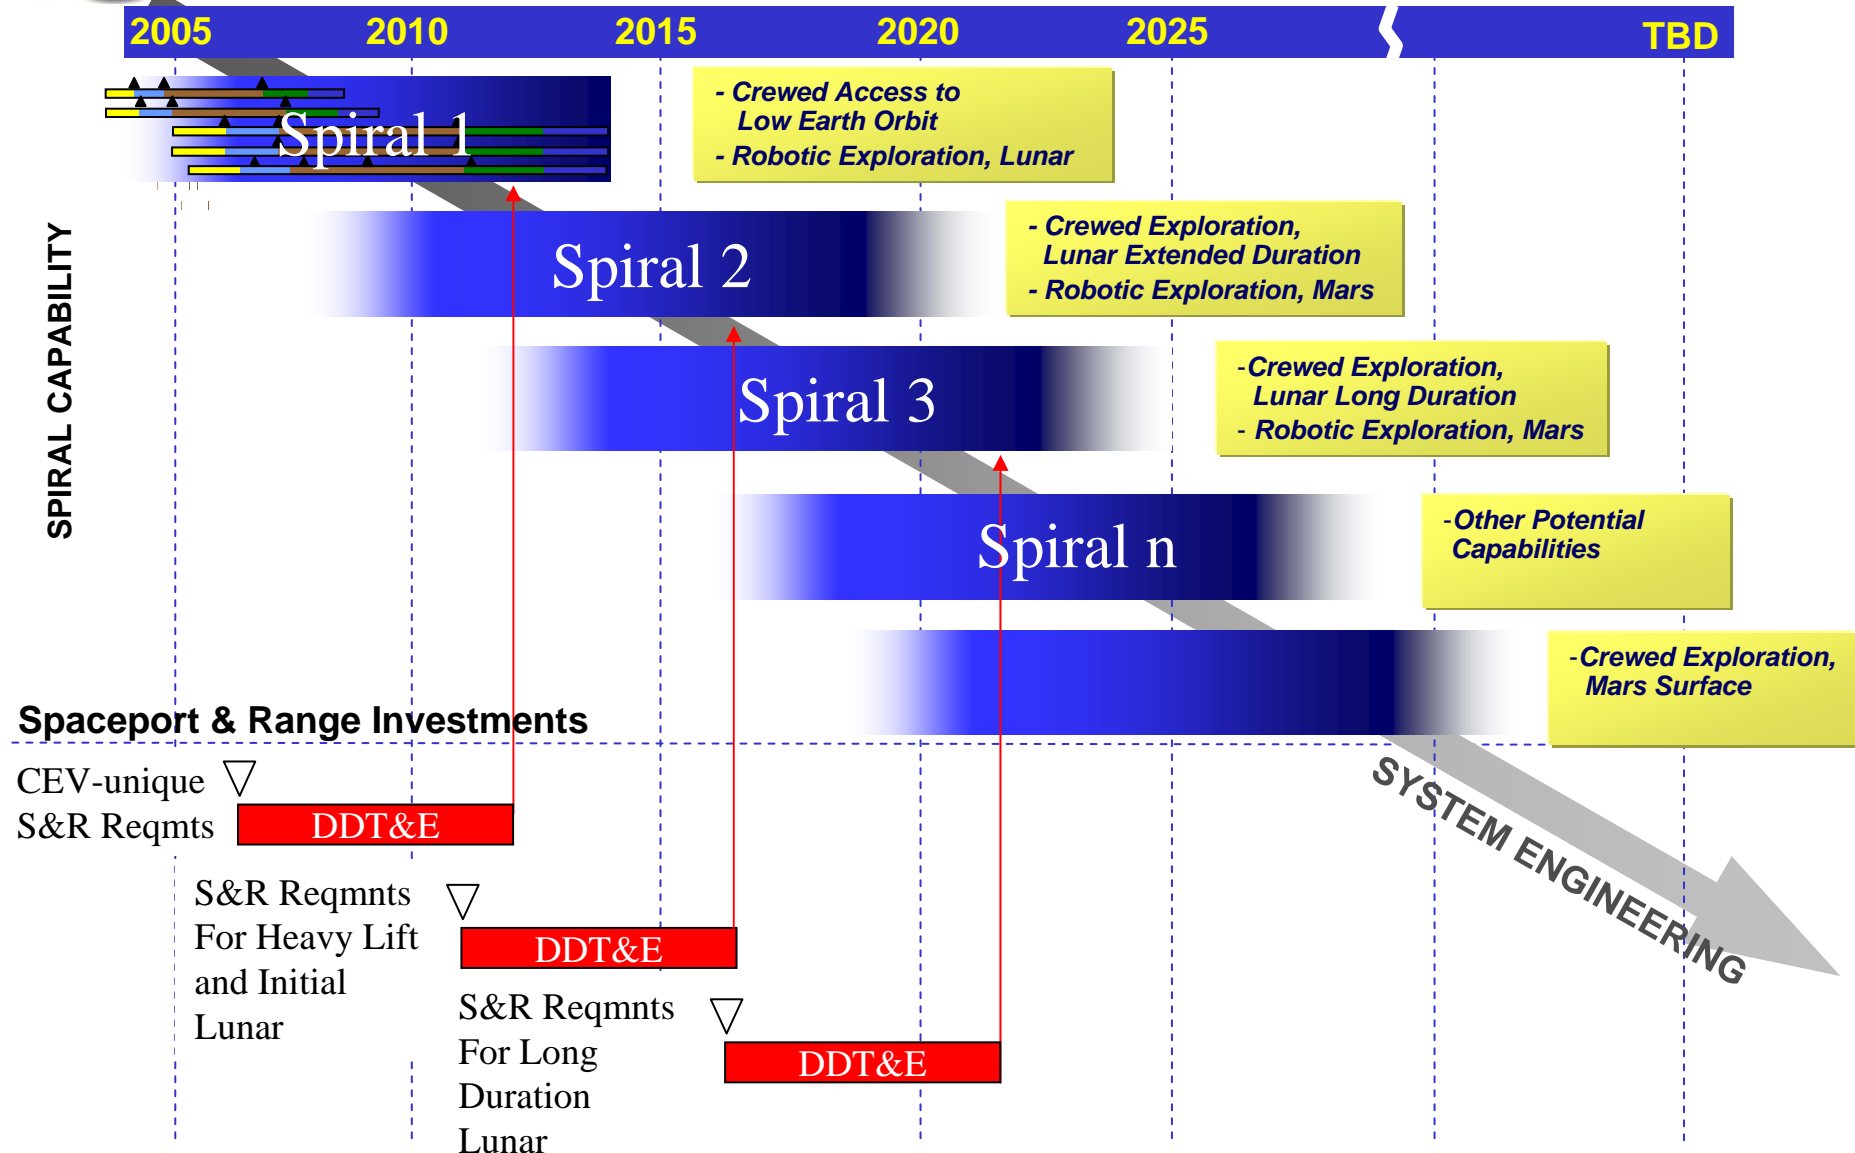 2005 2010 2015 2020 2025 TBD
Spiral 1
- Crewed Access to
Low Earth Orbit
- Robotic Exploration, Lunar
SPIRAL CAPABILITY
Spiral 2
- Crewed Exploration,
Lunar Extended Duration
- Robotic Exploration, Mars
Spiral 3
-Crewed Exploration,
Lunar Long Duration
- Robotic Exploration, Mars
Spiral n
-Other Potential
Capabilities
-Crewed Exploration,
Mars Surface
Spaceport & Range Investments
SYSTEM ENGINEERING
CEV-unique
S&R Reqmts
DDT&E
S&R Reqmnts
For Heavy Lift
and Initial
Lunar
DDT&E
S&R Reqmnts
For Long
Duration
Lunar
DDT&E